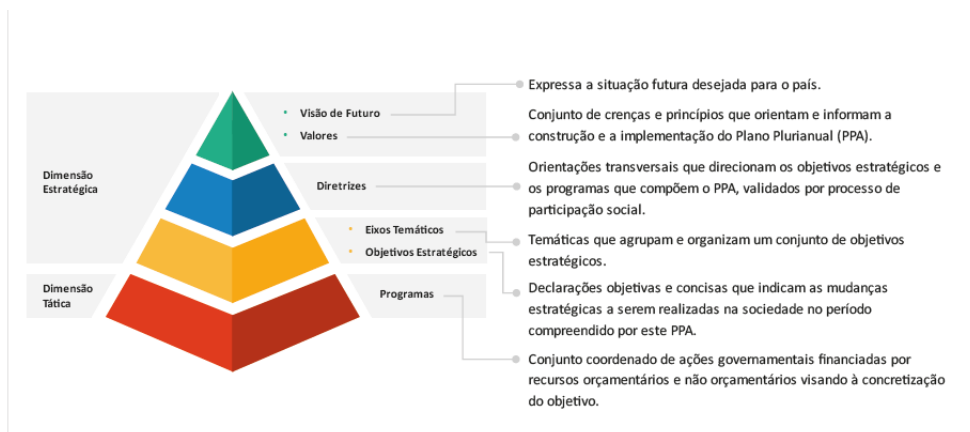 Dimensão
Estratégica
Dimensão
Tática
• Visão de Futuro
• Valores
Diretrizes
• Eixos Temáticos
• Objetivos Estratégicos
Programas
Expressa a situação futura desejada para o país.
Conjunto de crenças e princípios que orientam e informam a
construção e a implementação do Plano Plurianual (PPA).
Orientações transversais que direcionam os objetivos estratégicos e
os programas que compõem o PPA, validados por processo de
participação social.
Temáticas que agrupam e organizam um conjunto de objetivos
estratégicos.
Declarações objetivas e concisas que indicam as mudanças
estratégicas a serem realizadas na sociedade no período
compreendido por este PPA.
Conjunto coordenado de ações governamentais financiadas por
recursos orçamentários e não orçamentários visando à concretização
do objetivo.